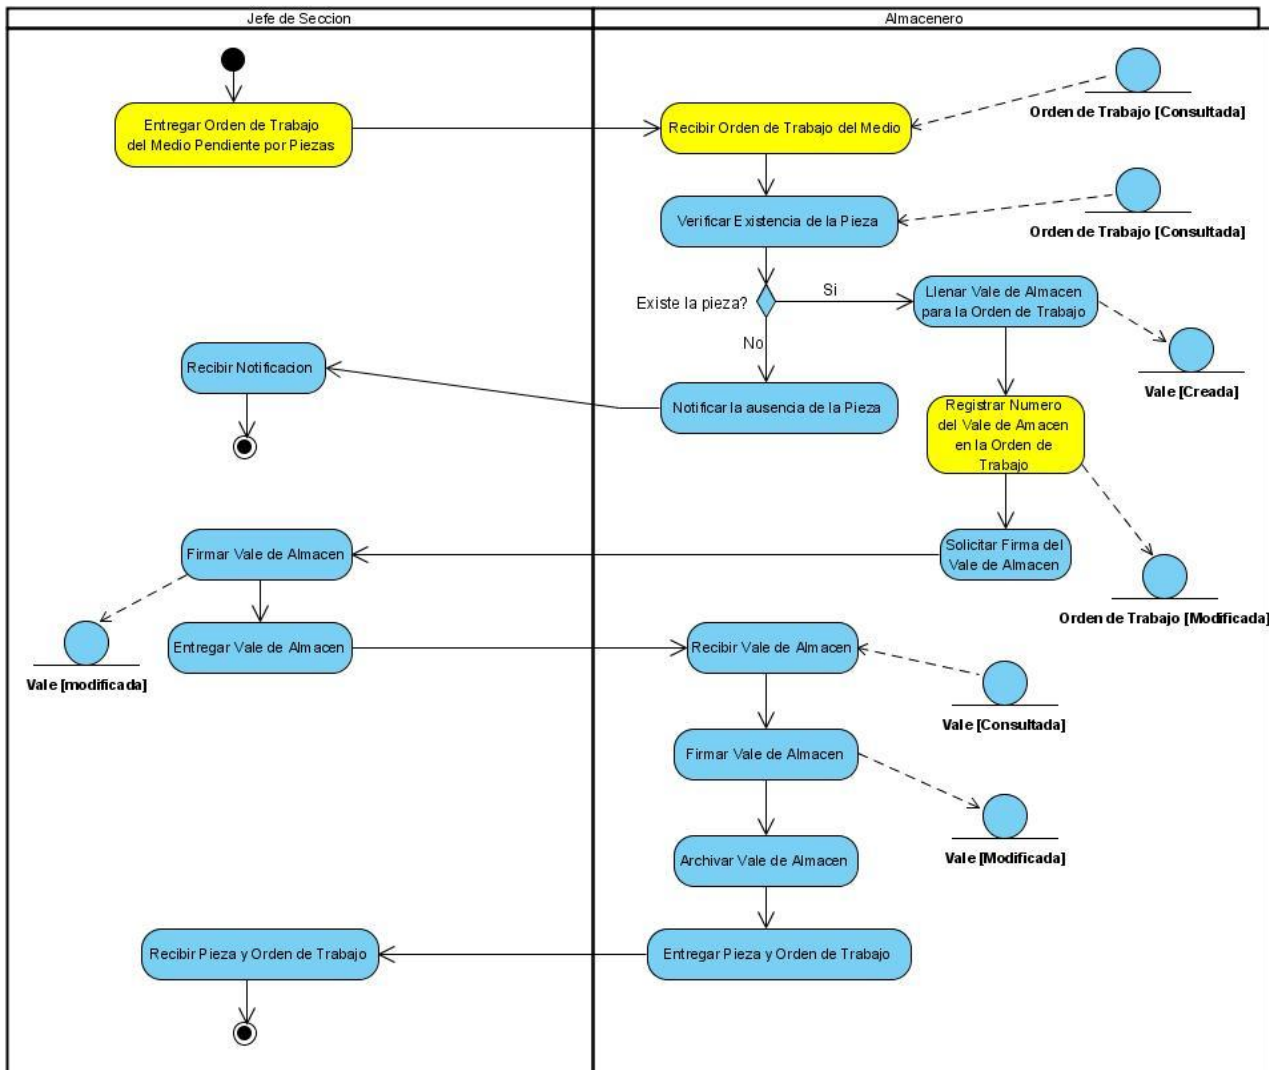 Jefe de Seccion
Almacenero
Entregar Orden de Trabajo
del Medio Pendiente por Piezas
Recibir Orden de Trabajo del Medio
Orden de Trabajo [Consultada]
Verificar Existencia de la Pieza
Orden de Trabajo [Consultada]
Existe la pieza?
Si
Llenar Vale de Almacen
para la Orden de Trabajo
No
Vale [Creada]
Recibir Notificacion
Notificar la ausencia de la Pieza
Registrar Numero
del Vale de Amacen
en la Orden de
Trabajo
Firmar Vale de Almacen
Solicitar Firma del
Vale de Almacen
Orden de Trabajo [Modificada]
Entregar Vale de Almacen
Recibir Vale de Almacen
Vale [modificada]
Vale [Consultada]
Firmar Vale de Almacen
Vale [Modificada]
Archivar Vale de Almacen
Recibir Pieza y Orden de Trabajo
Entregar Pieza y Orden de Trabajo